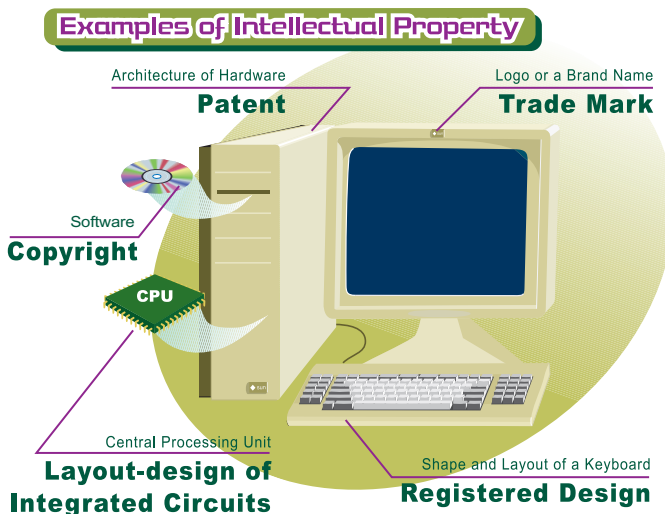 Examples of Intellectual Property
Architecture of Hardware
Patent
Logo or a Brand Name
Trade Mark
Software
Copyright
CPU
sun
Central Processing Unit
Layout-design of
Integrated Circuits
Shape and Layout of a Keyboard
Registered Design